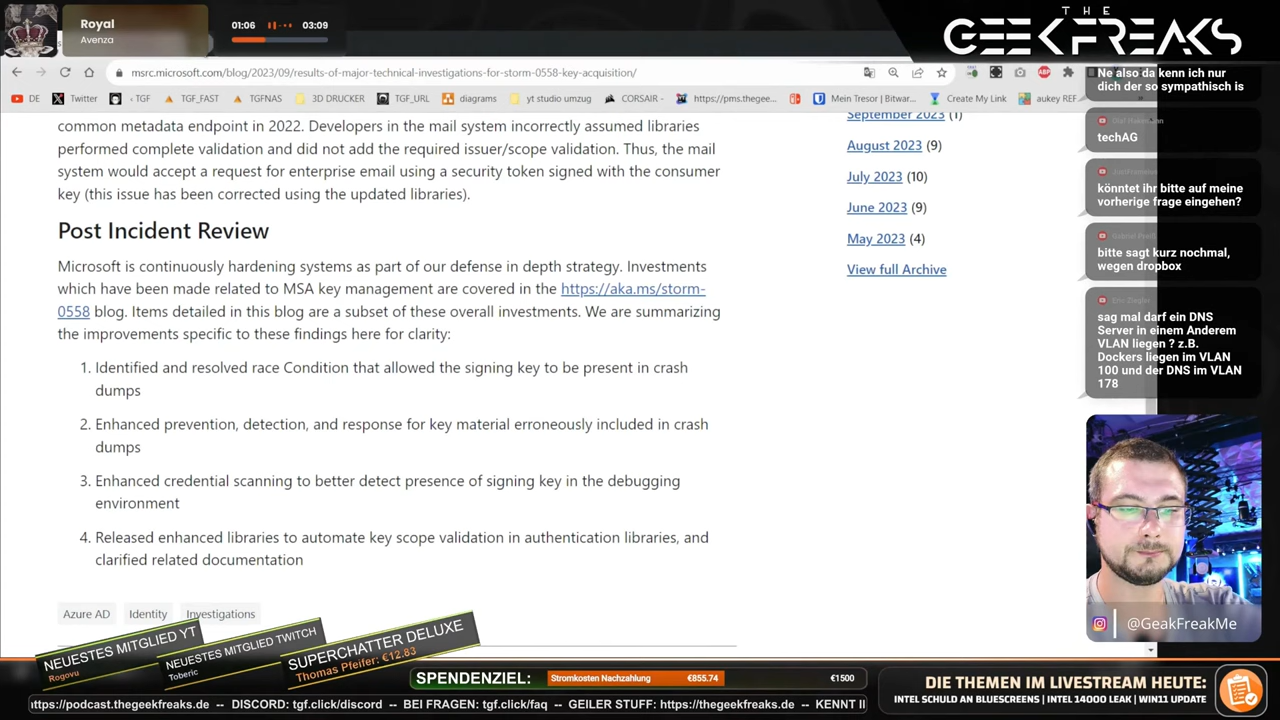 Royal
Avenza
01:06
03:09
THE
GEEKFREAKS
msrc.microsoft.com/blog/2023/09/results-of-major-technical-investigations-for-storm-0558-key-acquisition/
DE
Twitter
‹ TGF
TGF_FAST
TGFNAS
3D DRUCKER
TGF_URL
diagrams
yt studio umzug
CORSAIR -
https://pms.thegee...
Mein Tresor | Bitwar...
Create My Link
aukey REF
common metadata endpoint in 2022. Developers in the mail system incorrectly assumed libraries
performed complete validation and did not add the required issuer/scope validation. Thus, the mail
system would accept a request for enterprise email using a security token signed with the consumer
key (this issue has been corrected using the updated libraries).
Post Incident Review
Microsoft is continuously hardening systems as part of our defense in depth strategy. Investments
which have been made related to MSA key management are covered in the https://aka.ms/storm-
0558 blog. Items detailed in this blog are a subset of these overall investments. We are summarizing
the improvements specific to these findings here for clarity:
1. Identified and resolved race Condition that allowed the signing key to be present in crash
dumps
2. Enhanced prevention, detection, and response for key material erroneously included in crash
dumps
3. Enhanced credential scanning to better detect presence of signing key in the debugging
environment
4. Released enhanced libraries to automate key scope validation in authentication libraries, and
clarified related documentation
Azure AD
Identity
Investigations
September 2023 (1)
August 2023 (9)
July 2023 (10)
June 2023 (9)
May 2023 (4)
View full Archive
Ne also da kenn ich nur
dich der so sympathisch is
techAG
könntet ihr bitte auf meine
vorherige frage eingehen?
bitte sagt kurz nochmal,
wegen dropbox
Eric Ziegler
sag mal darf ein DNS
Server in einem Anderem
VLAN liegen ? z.B.
Dockers liegen im VLAN
100 und der DNS im VLAN
178
@GeakFreakMe
NEUESTES MITGLIED YT
Rogovu
NEUESTES MITGLIED TWITCH
Toberic
SUPERCHATTER DELUXE
Thomas Pfeifer: €12.83
SPENDENZIEL:
Stromkosten Nachzahlung
€855.74
€1500
DIE THEMEN IM LIVESTREAM HEUTE:
INTEL SCHULD AN BLUESCREENS | INTEL 14000 LEAK | WIN11 UPDATE
ttps://podcast.thegeekfreaks.de -- DISCORD: tgf.click/discord -- BEI FRAGEN: tgf.click/faq -- GEILER STUFF: https://thegeekfreaks.de -- KENNT II